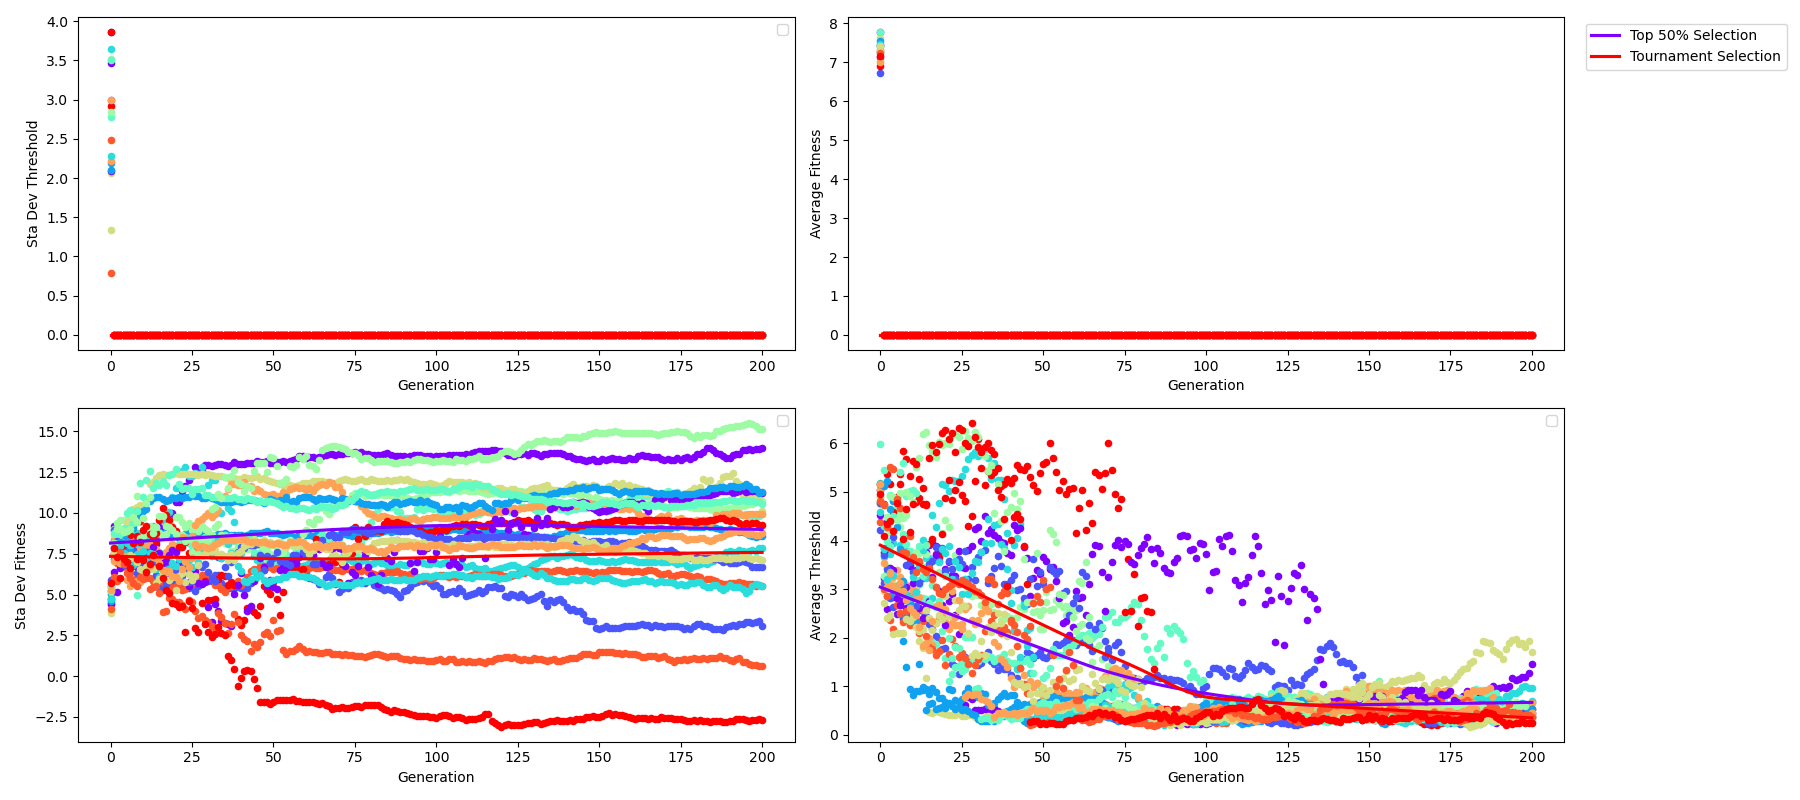 4.0
3.5
3.0
2.5
2.0
1.5
1.0
0.5
0.0
Sta Dev Threshold
0 25 50 75 100 125 150 175 200
Generation
8
7
6
5
4
3
2
1
0
Average Fitness
0 25 50 75 100 125 150 175 200
Generation
Top 50% Selection
Tournament Selection
15.0
12.5
10.0
7.5
5.0
2.5
0.0
−2.5
Sta Dev Fitness
0 25 50 75 100 125 150 175 200
Generation
6
5
4
3
2
1
0
Average Threshold
0 25 50 75 100 125 150 175 200
Generation